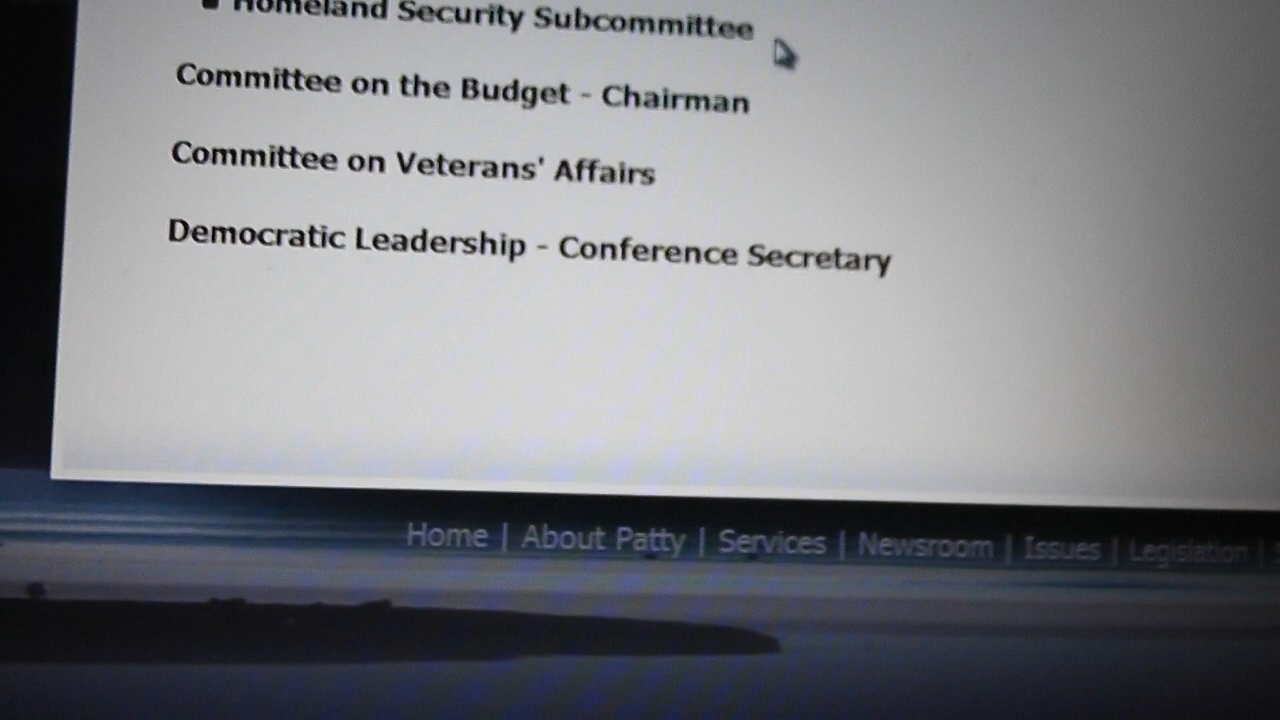 Homeland Security Subcommittee
Committee on the Budget - Chairman
Committee on Veterans' Affairs
Democratic Leadership - Conference Secretary
Home | About Patty | Services | Newsroom | Issues | Legislation |